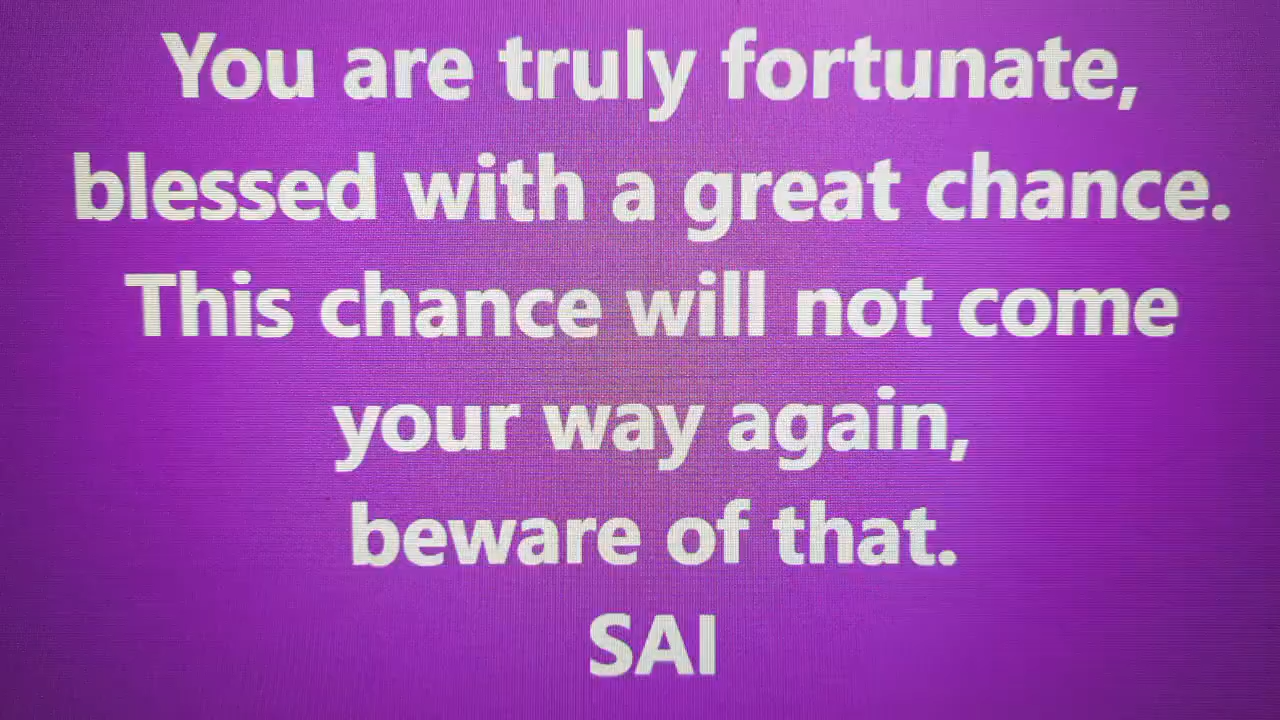 You are truly fortunate,
blessed with a great chance.
This chance will not come
your way again,
beware of that.
SAI